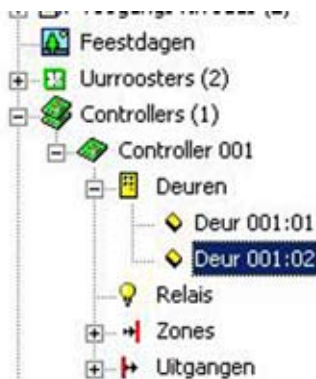 Feestdagen
Uurroosters (2)
Controllers (1)
Controller 001
Deuren
Deur 001:01
Deur 001:02
Relais
Zones
Uitgangen